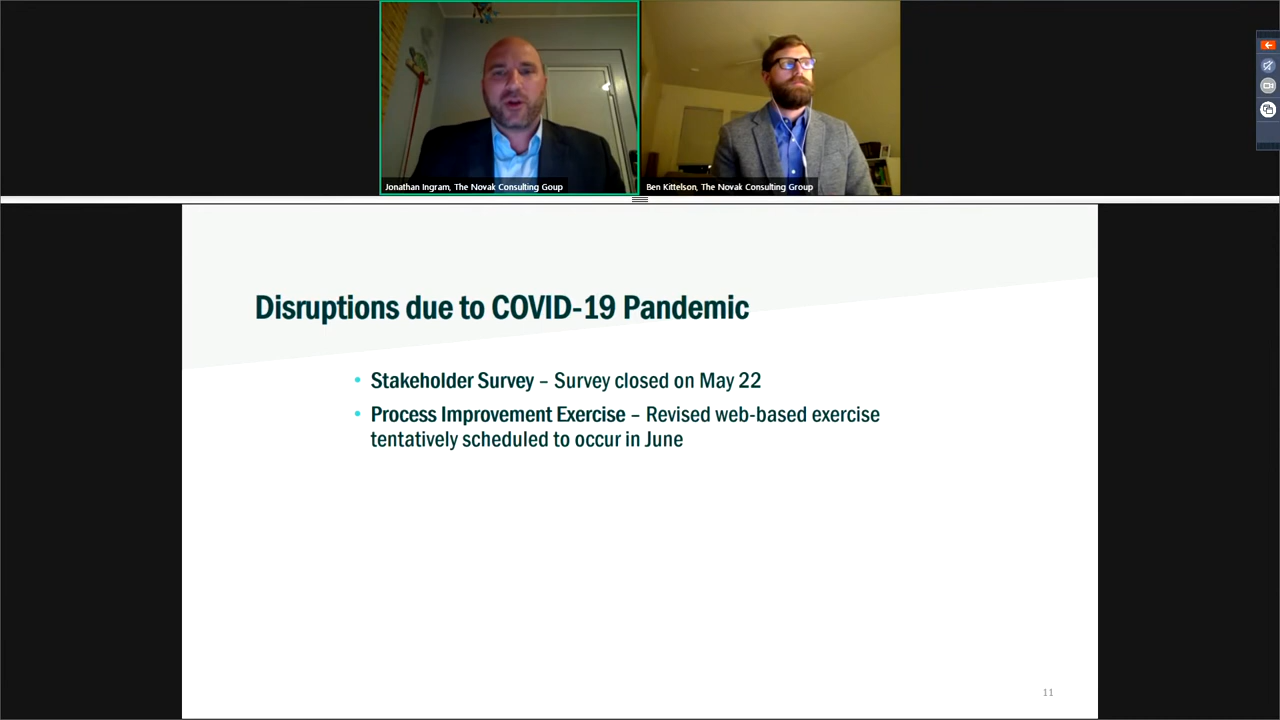 Jonathan Ingram, The Novak Consulting Goup
Ben Kittelson, The Novak Consulting Group
Disruptions due to COVID-19 Pandemic
• Stakeholder Survey – Survey closed on May 22
• Process Improvement Exercise – Revised web-based exercise
tentatively scheduled to occur in June
11